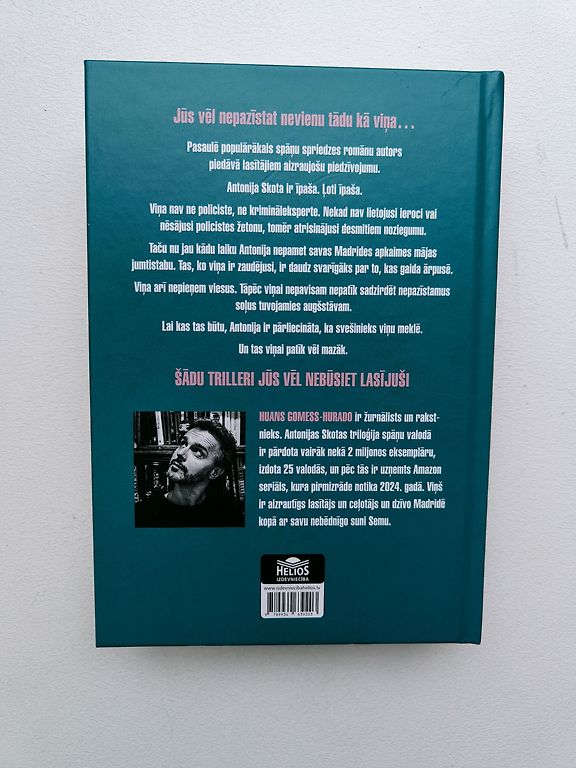 Jūs vēl nepazīstat nevienu tādu kā viņa...
Pasaulē populārākais spāņu spriedzes romānu autors
piedāvā lasītājiem aizraujošu piedzīvojumu.
Antonija Skota ir īpaša. Ļoti īpaša.
Viņa nav ne policiste, ne krimināleksperte. Nekad nav lietojusi ieroci vai
nēsājusi policistes žetonu, tomēr atrisinājusi desmitiem noziegumu.
Taču nu jau kādu laiku Antonija nepamet savas Madrides apkaimes mājas
jumtistabu. Tas, ko viņa ir zaudējusi, ir daudz svarīgāks par to, kas gaida ārpusē.
Viņa arī nepieņem viesus. Tāpēc viņai nepavisam nepatīk sadzirdēt nepazīstamus
soļus tuvojamies augšstāvam.
Lai kas tas būtu, Antonija ir pārliecināta, ka svešinieks viņu meklē.
Un tas viņai patīk vēl mazāk.
ŠĀDU TRILLERI JŪS VĒL NEBŪSIET LASĪJUŠI
HUANS GOMESS-HURADO ir žurnālists un rakst-
nieks. Antonijas Skotas triloģija spāņu valodā
ir pārdota vairāk nekā 2 miljonos eksemplāru,
izdota 25 valodās, un pēc tās ir uzņemts Amazon
seriāls, kura pirmizrāde notika 2024. gadā. Viņš
ir aizrautīgs lasītājs un ceļotājs un dzīvo Madridē
kopā ar savu nebēdnīgo suni Semu.
HELIOS
IZDEVNIECĪBA
www.izdevniecibahelios.lv